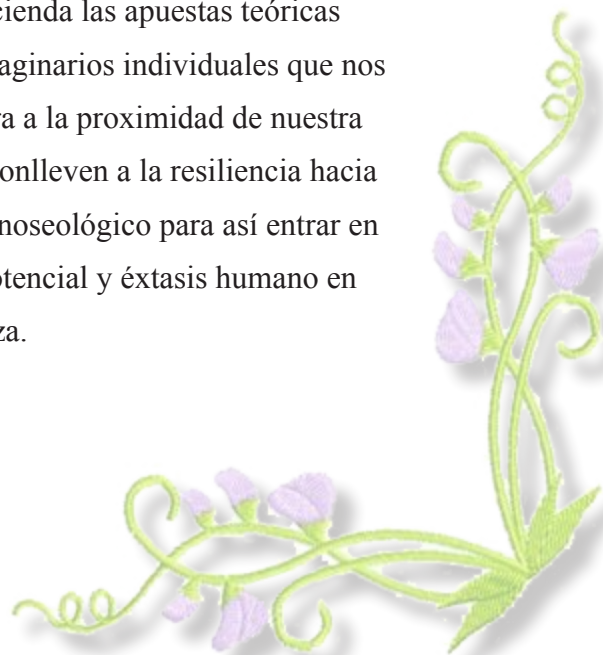 cienda las apuestas teóricas
aginarios individuales que nos
ra a la proximidad de nuestra
onlleven a la resiliencia hacia
noseológico para así entrar en
otencial y éxtasis humano en
za.